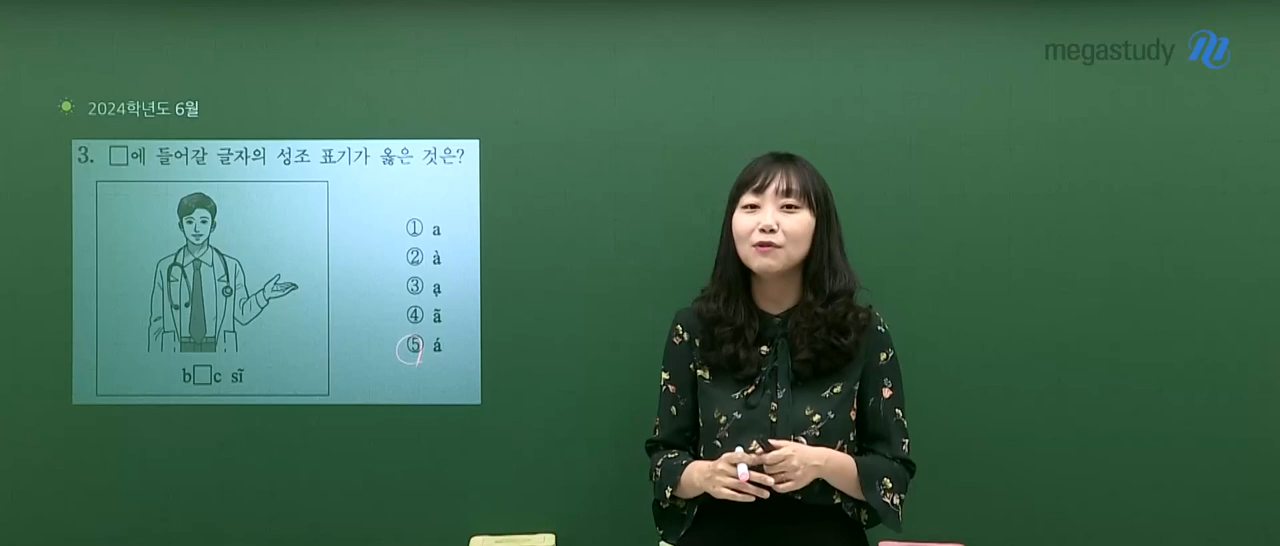 megastudy
2024학년도 6월
3. □에 들어갈 글자의 성조 표기가 옳은 것은?
① a
② à
③ ạ
④ ã
⑤ á
b□c sĩ